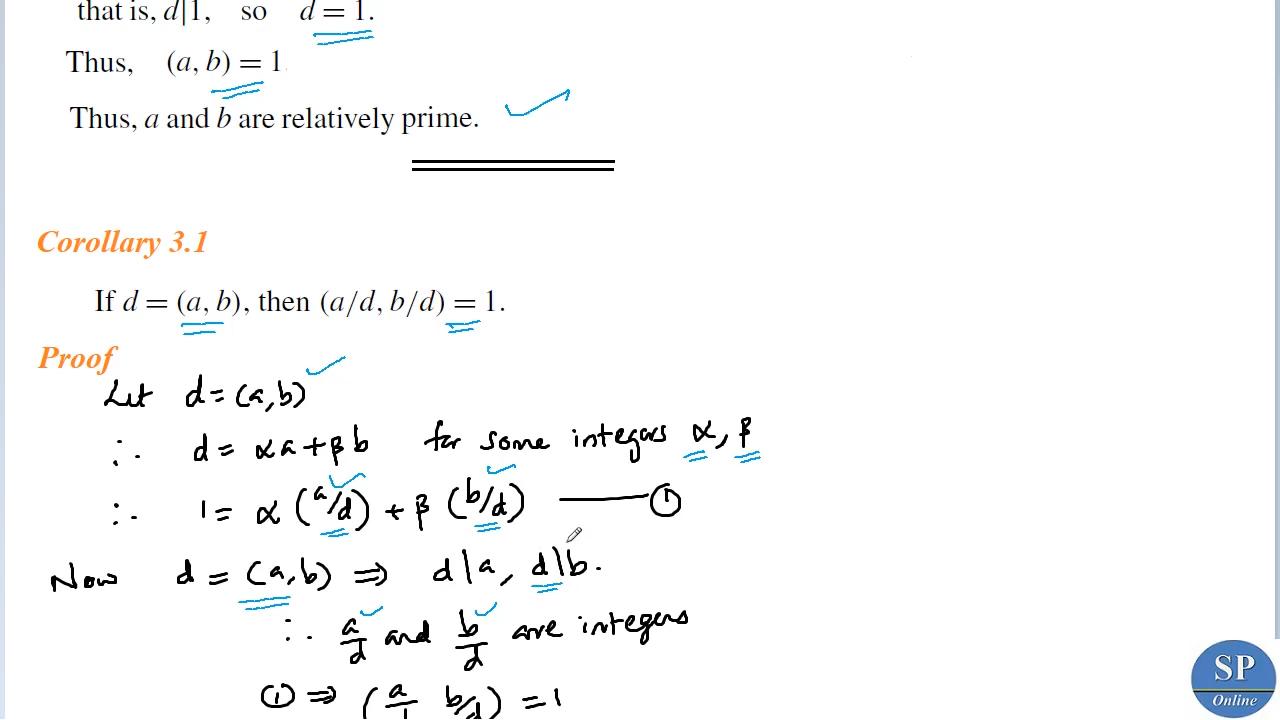 that is, d|1, so d = 1.
Thus, (a, b) = 1
Thus, a and b are relatively prime.
Corollary 3.1
If d = (a, b), then (a/d, b/d) = 1.
Proof
Let d = (a, b)
∴ d = αa + βb for some integers α, β
∴ 1 = α (a/d) + β (b/d) —— ①
Now d = (a, b) ⇒ d|a, d|b.
∴ a/d and b/d are integers
① ⇒ (a/d b/d) = 1
SP
Online